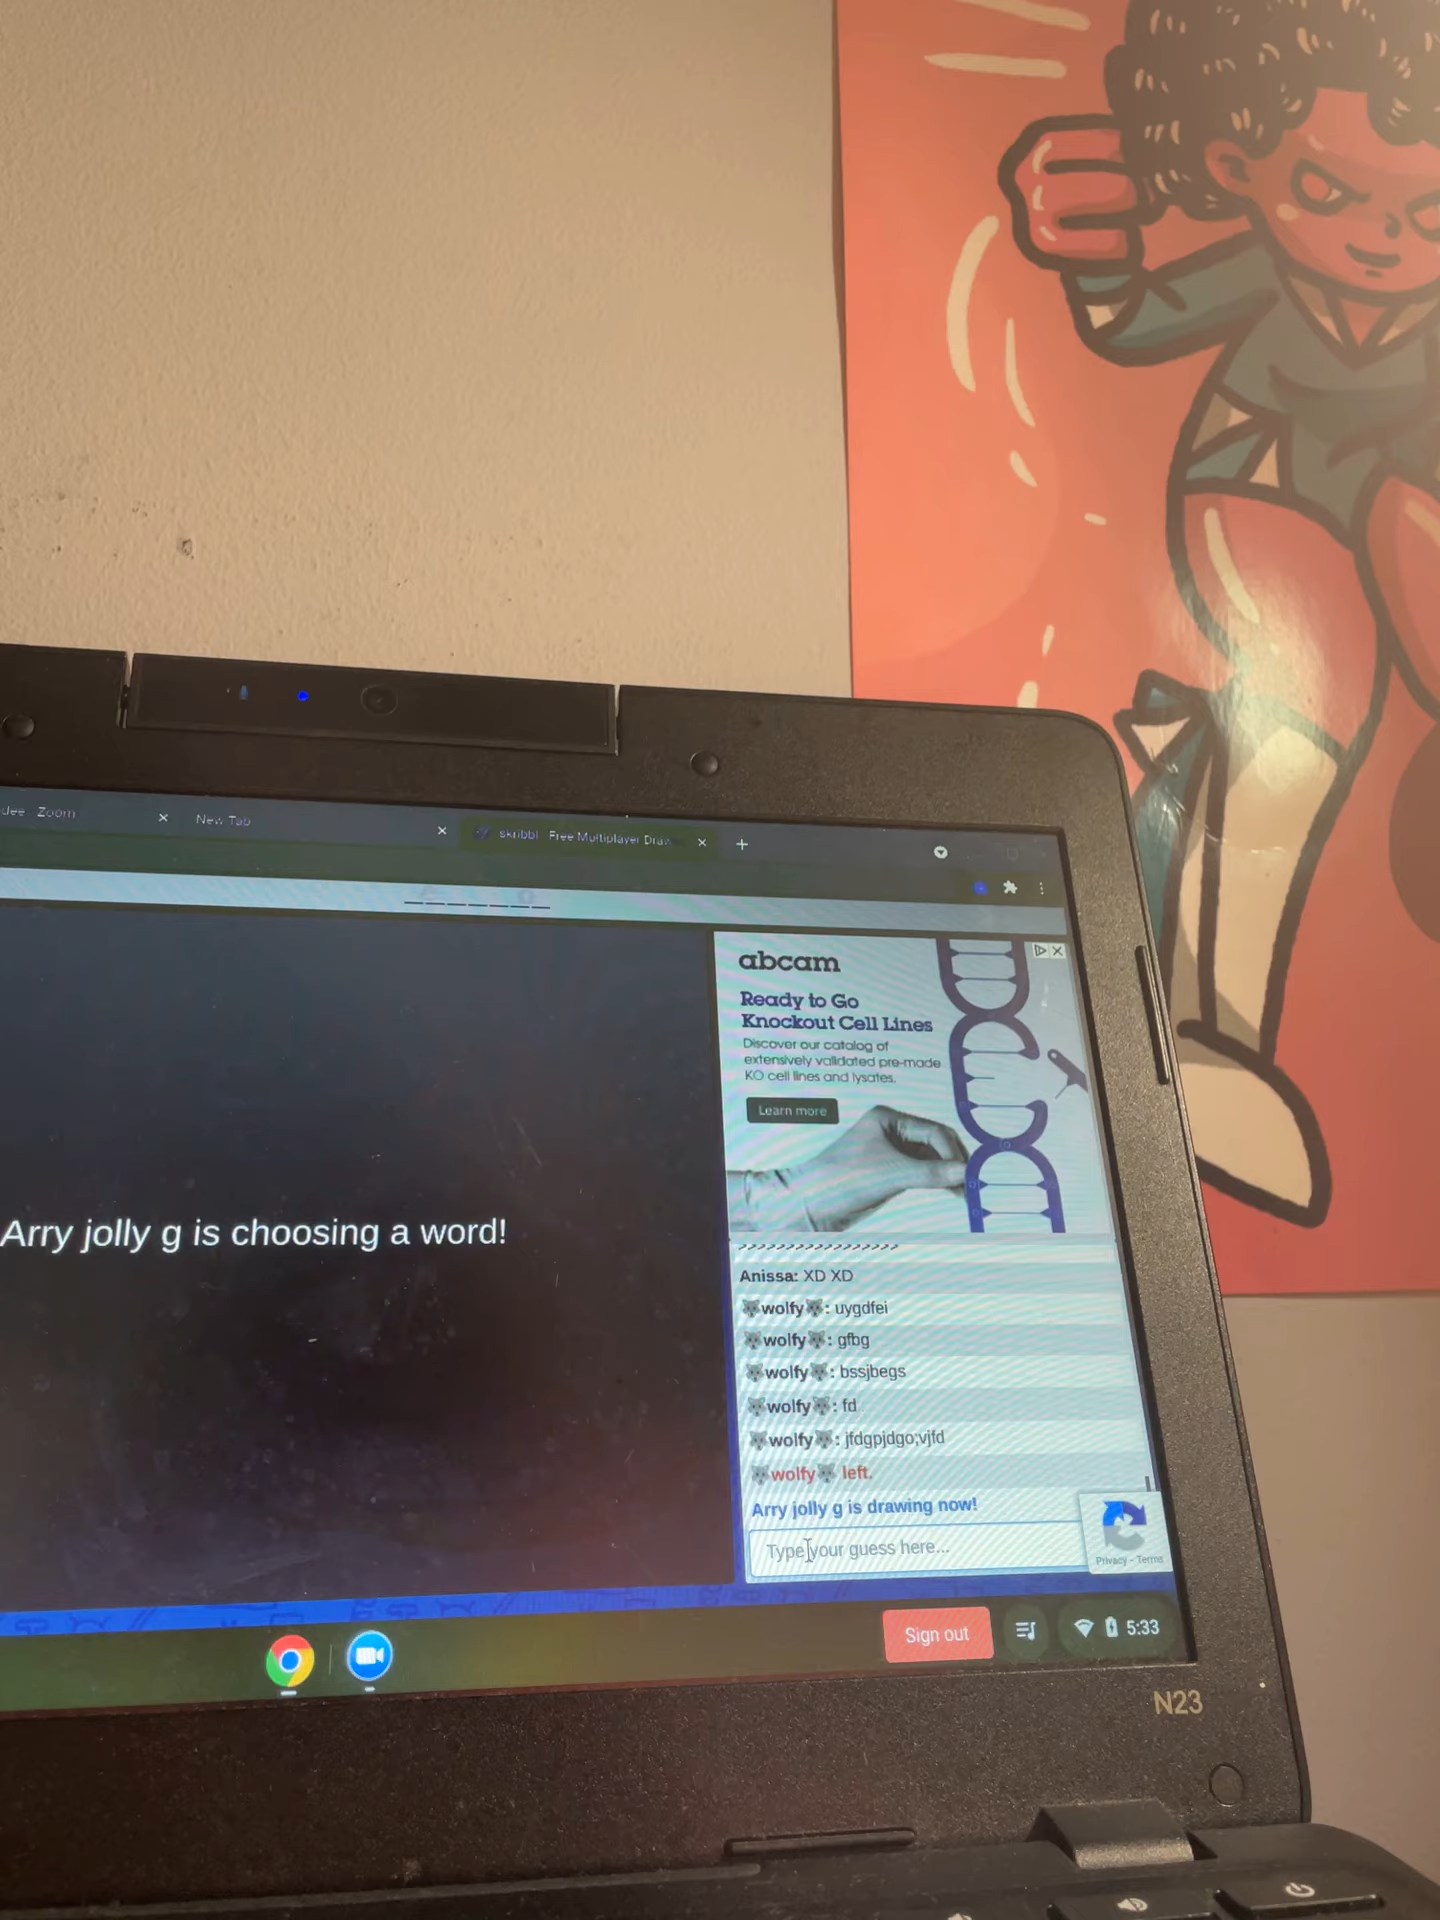 Zoom
New Tab
skribbl Free Multiplayer Draw
abcam
Ready to Go
Knockout Cell Lines
Discover our catalog of
extensively validated pre-made
KO cell lines and lysates.
Learn more
Arry jolly g is choosing a word!
Anissa: XD XD
🐺wolfy🐺: uygdfei
🐺wolfy🐺: gfbg
🐺wolfy🐺: bssjbegs
🐺wolfy🐺: fd
🐺wolfy🐺: jfdgpjdgo;vjfd
🐺wolfy🐺 left.
Arry jolly g is drawing now!
Type your guess here...
Privacy - Terms
Sign out
5:33
N23